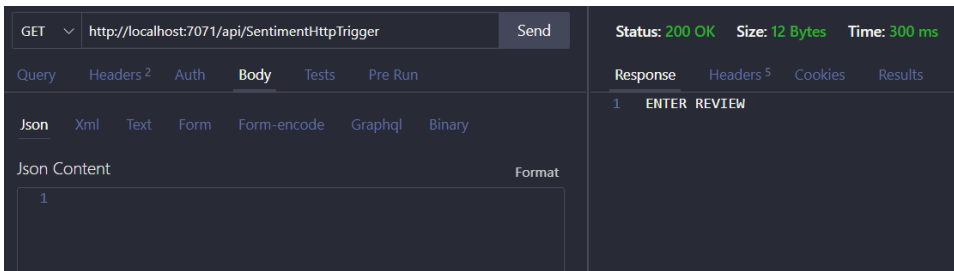 GET http://localhost:7071/api/SentimentHttpTrigger Send
Query Headers 2 Auth Body Tests Pre Run
Json Xml Text Form Form-encode Graphql Binary
Json Content Format
1
Status: 200 OK Size: 12 Bytes Time: 300 ms
Response Headers 5 Cookies Results
1 ENTER REVIEW